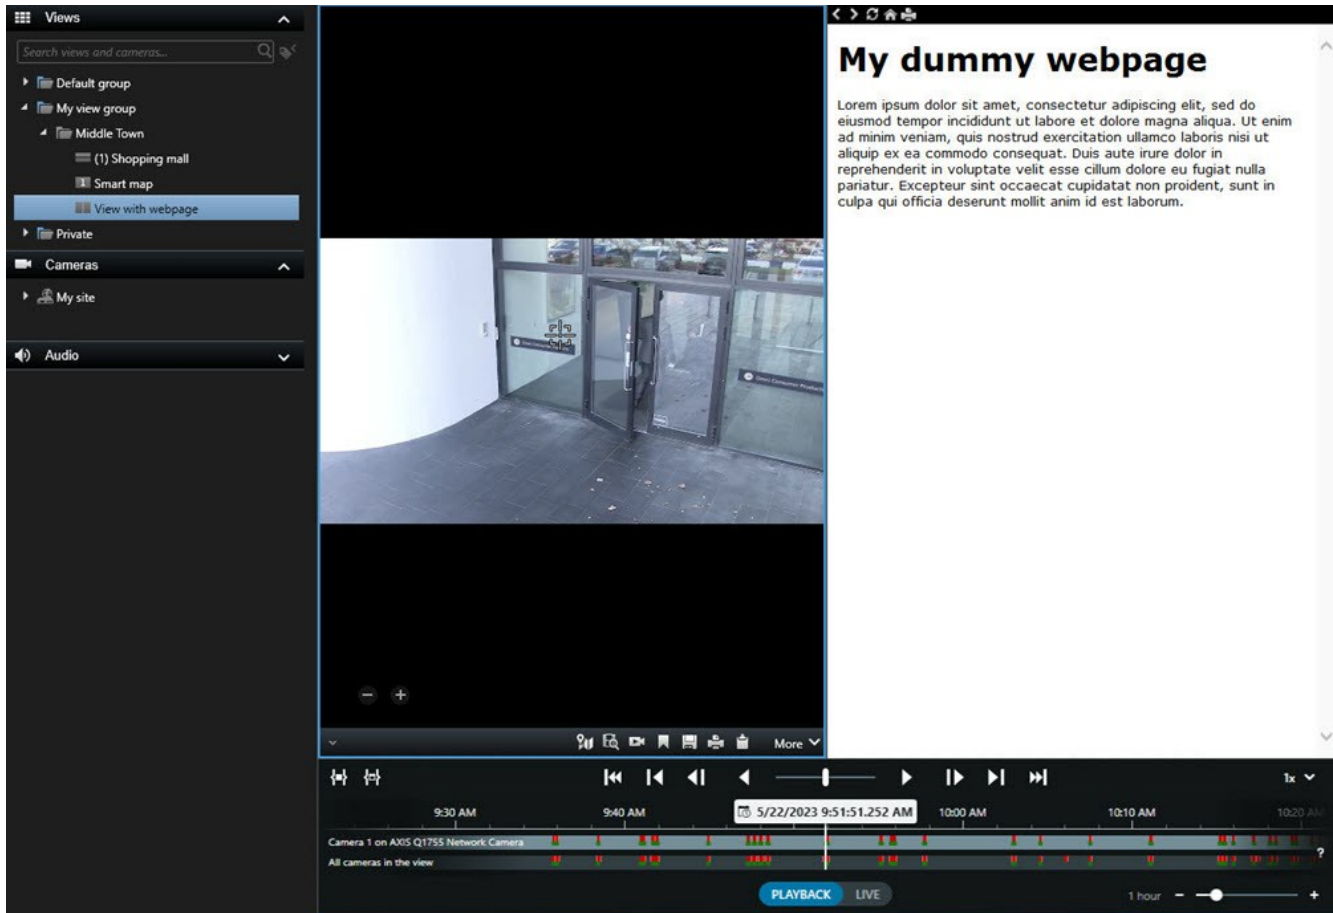 Views
Search views and cameras...
Default group
My view group
Middle Town
(1) Shopping mall
1 Smart map
View with webpage
Private
Cameras
My site
Audio
More
My dummy webpage
Lorem ipsum dolor sit amet, consectetur adipiscing elit, sed do
eiusmod tempor incididunt ut labore et dolore magna aliqua. Ut enim
ad minim veniam, quis nostrud exercitation ullamco laboris nisi ut
aliquip ex ea commodo consequat. Duis aute irure dolor in
reprehenderit in voluptate velit esse cillum dolore eu fugiat nulla
pariatur. Excepteur sint occaecat cupidatat non proident, sunt in
culpa qui officia deserunt mollit anim id est laborum.
1x
9:30 AM 9:40 AM 5/22/2023 9:51:51.252 AM 10:00 AM 10:10 AM 10:20 AM
Camera 1 on AXIS Q1755 Network Camera
All cameras in the view
?
PLAYBACK LIVE
1 hour